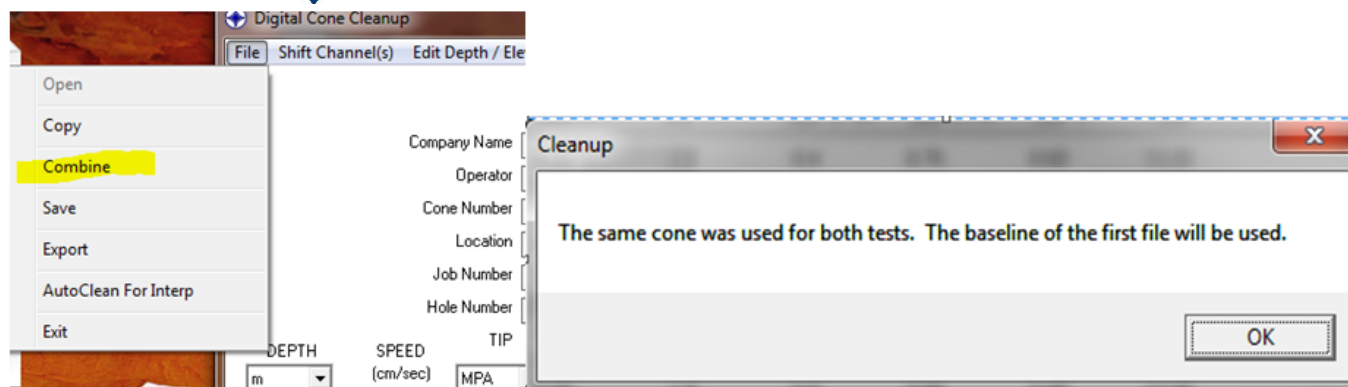 Digital Cone Cleanup
File Shift Channel(s) Edit Depth / Ele
Open
Copy
Combine
Save
Export
AutoClean For Interp
Exit
Company Name
Operator
Cone Number
Location
Job Number
Hole Number
DEPTH SPEED TIP
(cm/sec)
m MPA
Cleanup
The same cone was used for both tests. The baseline of the first file will be used.
OK